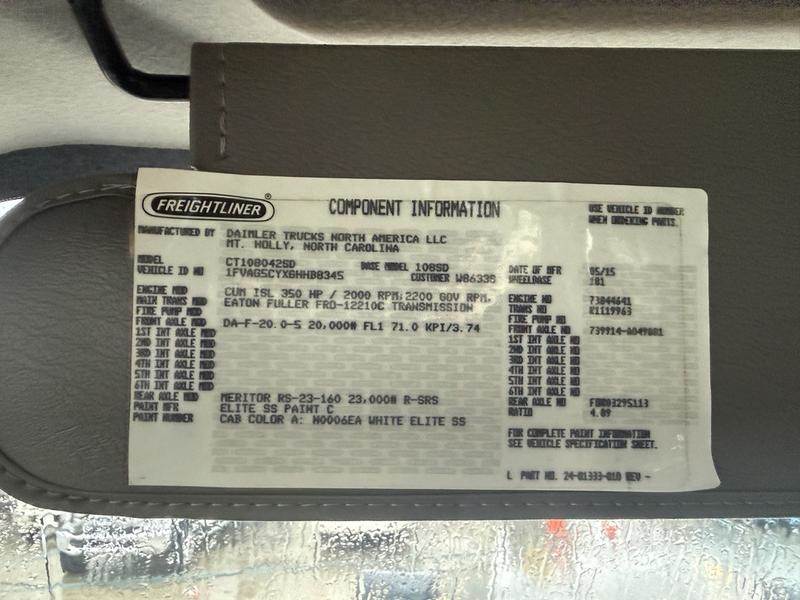 FREIGHTLINER®
COMPONENT INFORMATION
USE VEHICLE ID NUMBER
WHEN ORDERING PARTS.
MANUFACTURED BY DAIMLER TRUCKS NORTH AMERICA LLC
MT. HOLLY, NORTH CAROLINA
MODEL CT108042SD BASE MODEL 108SD DATE OF MFR 05/15
VEHICLE ID NO 1FVAG5CYXGHHB8345 CUSTOMER W86335 WHEELBASE 181
ENGINE MOD CUM ISL 350 HP / 2000 RPM;2200 GOV RPM, ENGINE NO 73844641
MAIN TRANS MOD EATON FULLER FRO-12210C TRANSMISSION TRANS NO K1119963
FIRE PUMP MOD FIRE PUMP NO
FRONT AXLE MOD DA-F-20.0-5 20,000# FL1 71.0 KPI/3.74 FRONT AXLE NO 739914-A049081
1ST INT AXLE MOD 1ST INT AXLE NO
2ND INT AXLE MOD 2ND INT AXLE NO
3RD INT AXLE MOD 3RD INT AXLE NO
4TH INT AXLE MOD 4TH INT AXLE NO
5TH INT AXLE MOD 5TH INT AXLE NO
6TH INT AXLE MOD 6TH INT AXLE NO
REAR AXLE MOD MERITOR RS-23-160 23,000# R-SRS REAR AXLE NO
PAINT MFR ELITE SS PAINT C RATIO 4.89
PAINT NUMBER CAB COLOR A: N0006EA WHITE ELITE SS
FOR COMPLETE PAINT INFORMATION
SEE VEHICLE SPECIFICATION SHEET.
L PART NO. 24-01333-010 REV -